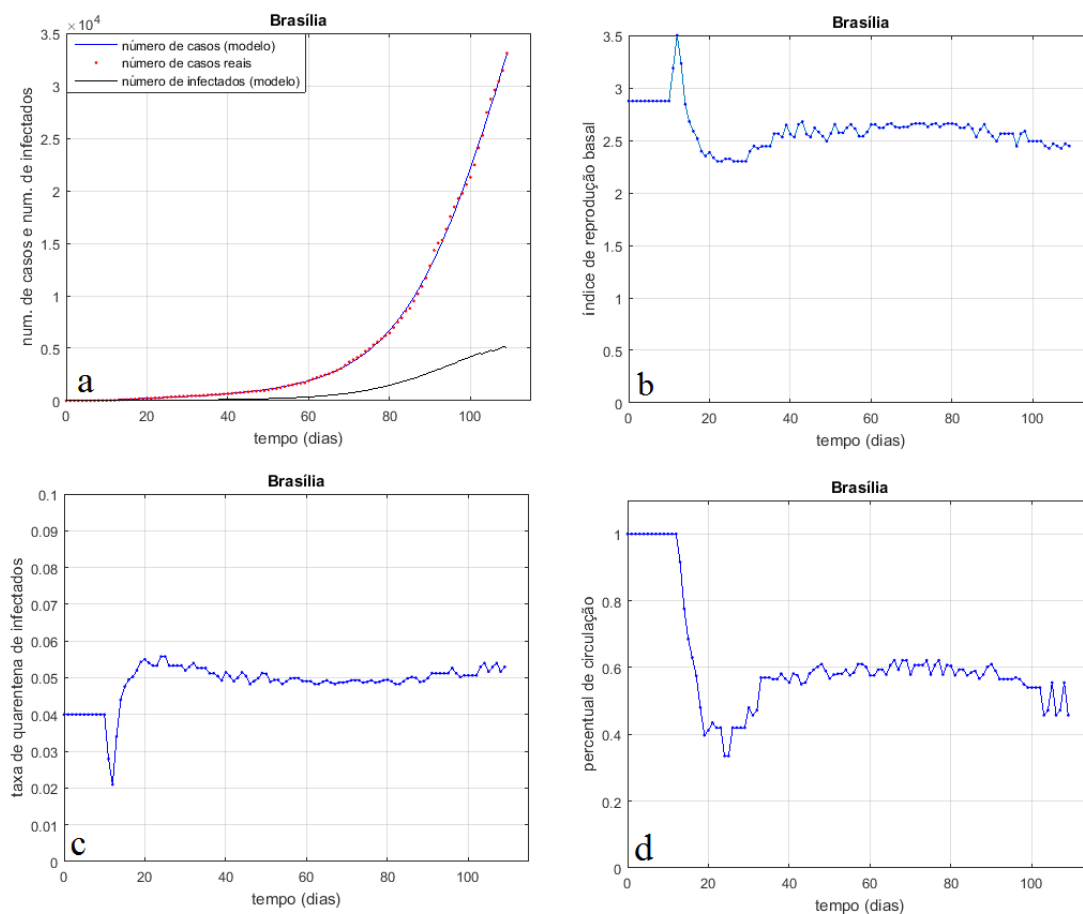 Brasília
×10⁴
número de casos (modelo)
número de casos reais
número de infectados (modelo)
num. de casos e num. de infectados
3.5
3
2.5
2
1.5
1
0.5
0
0 20 40 60 80 100
tempo (dias)
a
Brasília
índice de reprodução basal
3.5
3
2.5
2
1.5
1
0.5
0
0 20 40 60 80 100
tempo (dias)
b
Brasília
taxa de quarentena de infectados
0.1
0.09
0.08
0.07
0.06
0.05
0.04
0.03
0.02
0.01
0
0 20 40 60 80 100
tempo (dias)
c
Brasília
percentual de circulação
1
0.8
0.6
0.4
0.2
0
0 20 40 60 80 100
tempo (dias)
d